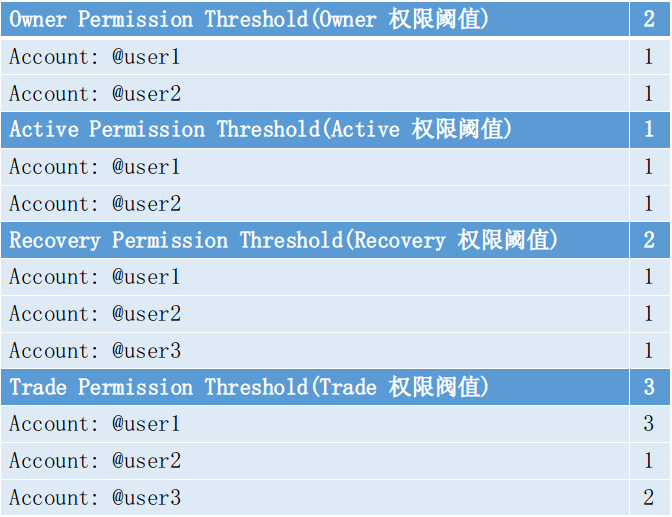 Owner Permission Threshold(Owner 权限阈值) 2
Account: @user1 1
Account: @user2 1
Active Permission Threshold(Active 权限阈值) 1
Account: @user1 1
Account: @user2 1
Recovery Permission Threshold(Recovery 权限阈值) 2
Account: @user1 1
Account: @user2 1
Account: @user3 1
Trade Permission Threshold(Trade 权限阀值) 3
Account: @user1 3
Account: @user2 1
Account: @user3 2